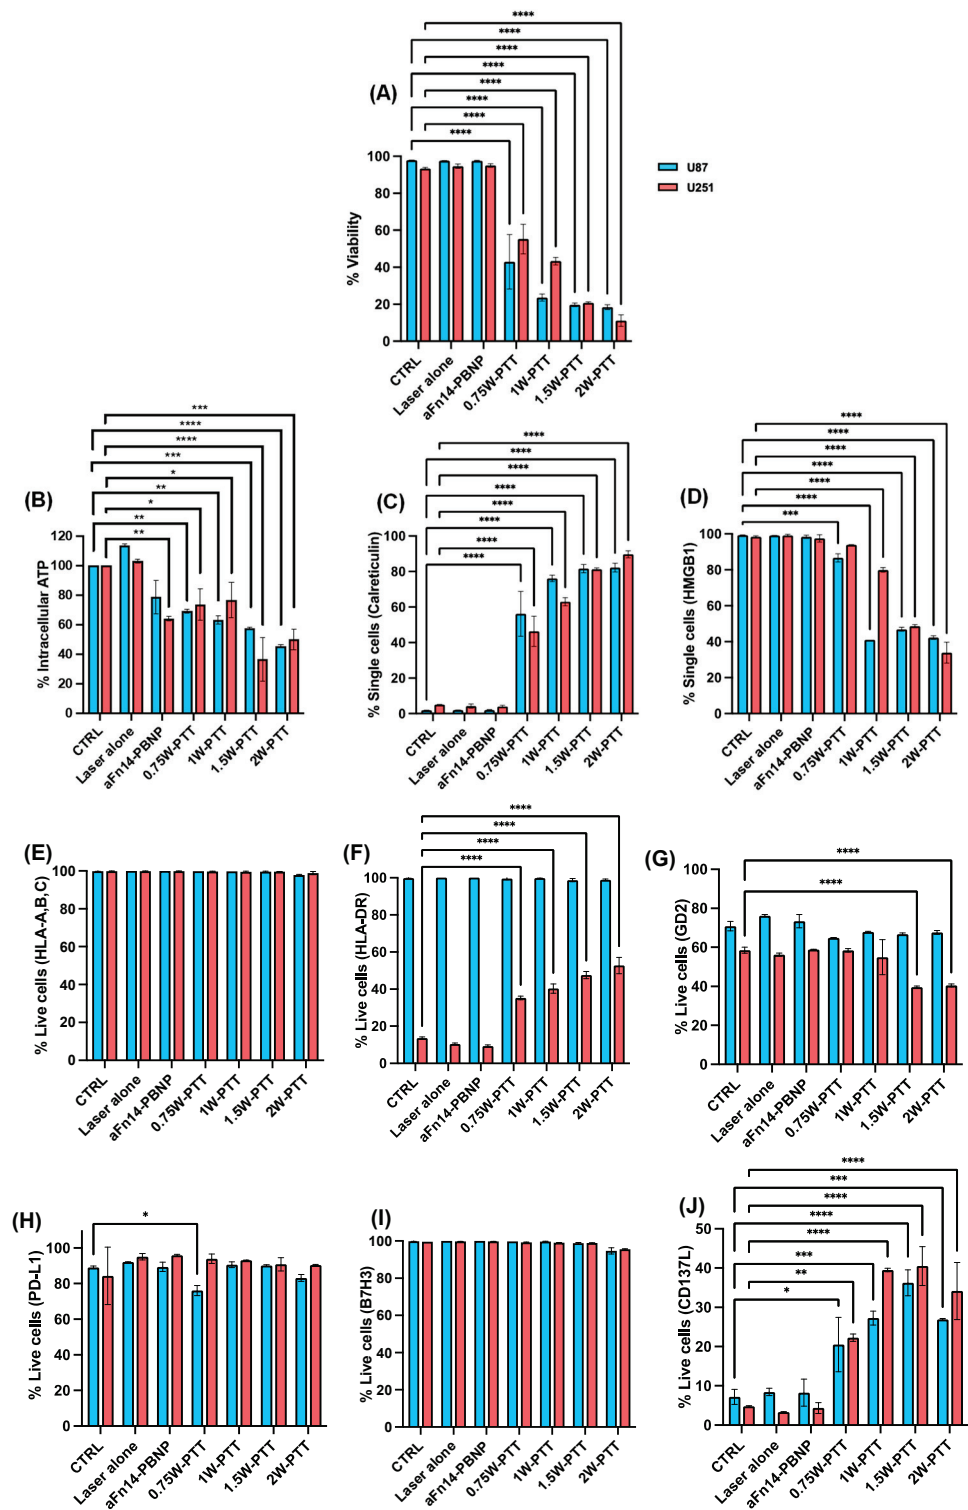 ****
****
****
****
(A)
****
****
****
****
100
80
60
40
20
0
% Viability
CTRL
Laser alone
aFn14-PBNP
0.75W-PTT
1W-PTT
1.5W-PTT
2W-PTT
U87
U251
(B)
***
****
****
***
*
**
*
**
**
120
100
80
60
40
20
0
% Intracellular ATP
CTRL
Laser alone
aFn14-PBNP
0.75W-PTT
1W-PTT
1.5W-PTT
2W-PTT
(C)
****
****
****
****
****
****
****
****
100
80
60
40
20
0
% Single cells (Calreticulin)
CTRL
Laser alone
aFn14-PBNP
0.75W-PTT
1W-PTT
1.5W-PTT
2W-PTT
(D)
****
****
****
****
****
****
***
100
80
60
40
20
0
% Single cells (HMGB1)
CTRL
Laser alone
aFn14-PBNP
0.75W-PTT
1W-PTT
1.5W-PTT
2W-PTT
(E)
100
80
60
40
20
0
% Live cells (HLA-A,B,C)
CTRL
Laser alone
aFn14-PBNP
0.75W-PTT
1W-PTT
1.5W-PTT
2W-PTT
(F)
****
****
****
****
100
80
60
40
20
0
% Live cells (HLA-DR)
CTRL
Laser alone
aFn14-PBNP
0.75W-PTT
1W-PTT
1.5W-PTT
2W-PTT
(G)
****
****
100
80
60
40
20
0
% Live cells (GD2)
CTRL
Laser alone
aFn14-PBNP
0.75W-PTT
1W-PTT
1.5W-PTT
2W-PTT
(H)
*
100
80
60
40
20
0
% Live cells (PD-L1)
CTRL
Laser alone
aFn14-PBNP
0.75W-PTT
1W-PTT
1.5W-PTT
2W-PTT
(I)
100
80
60
40
20
0
% Live cells (B7H3)
CTRL
Laser alone
aFn14-PBNP
0.75W-PTT
1W-PTT
1.5W-PTT
2W-PTT
(J)
****
***
****
****
****
***
**
*
50
40
30
20
10
0
% Live cells (CD137L)
CTRL
Laser alone
aFn14-PBNP
0.75W-PTT
1W-PTT
1.5W-PTT
2W-PTT